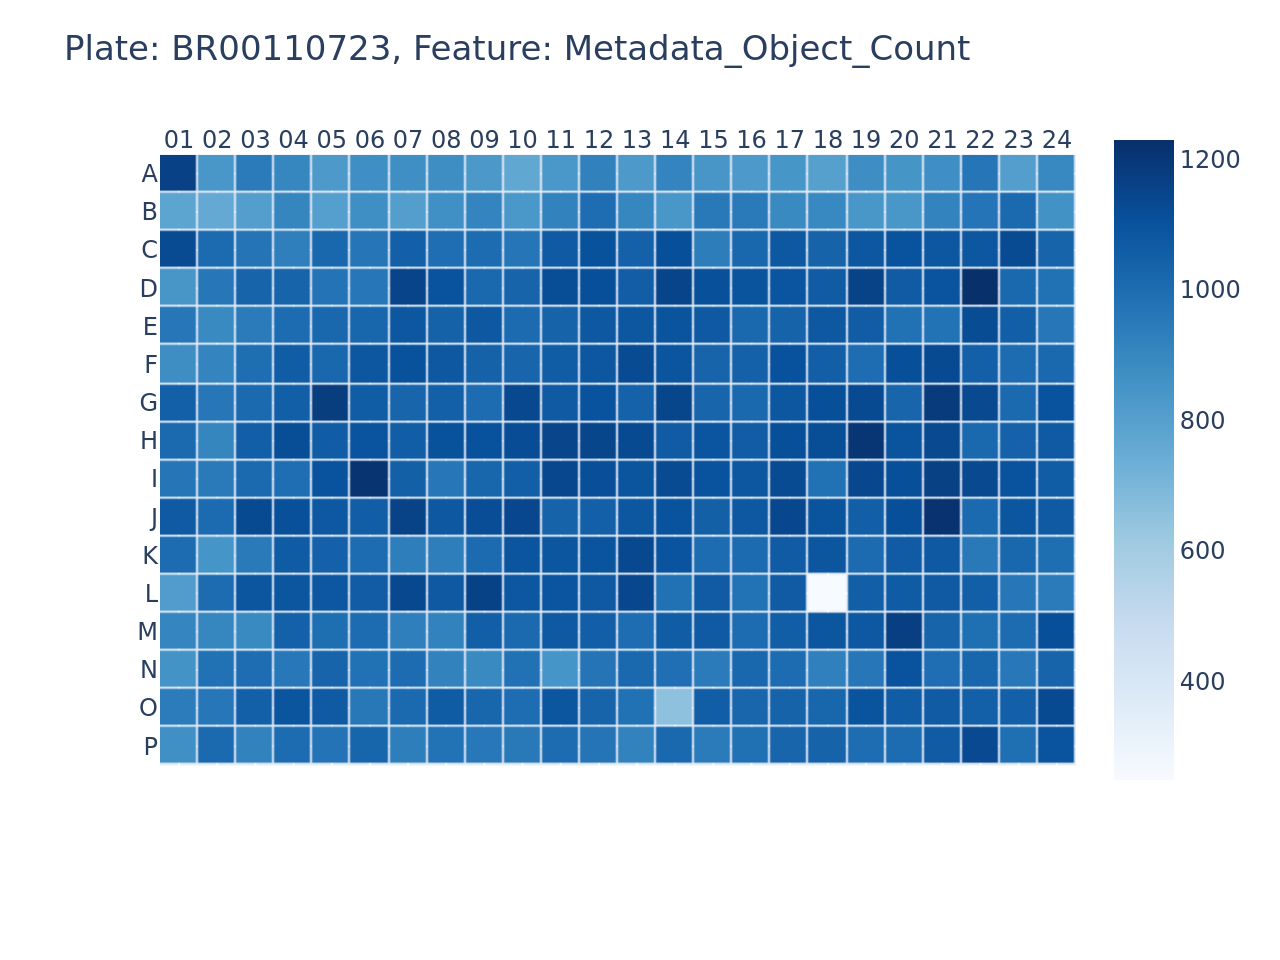 Plate: BR00110723, Feature: Metadata_Object_Count
01 02 03 04 05 06 07 08 09 10 11 12 13 14 15 16 17 18 19 20 21 22 23 24
A
B
C
D
E
F
G
H
I
J
K
L
M
N
O
P
1200
1000
800
600
400